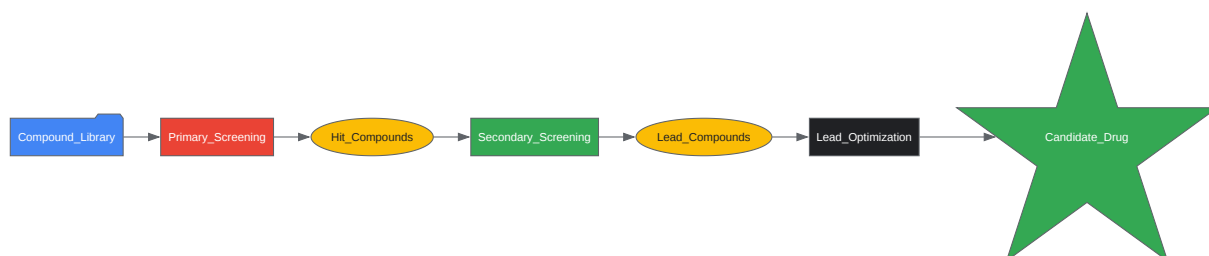 Compound_Library
Primary_Screening
Hit_Compounds
Secondary_Screening
Lead_Compounds
Lead_Optimization
Candidate_Drug